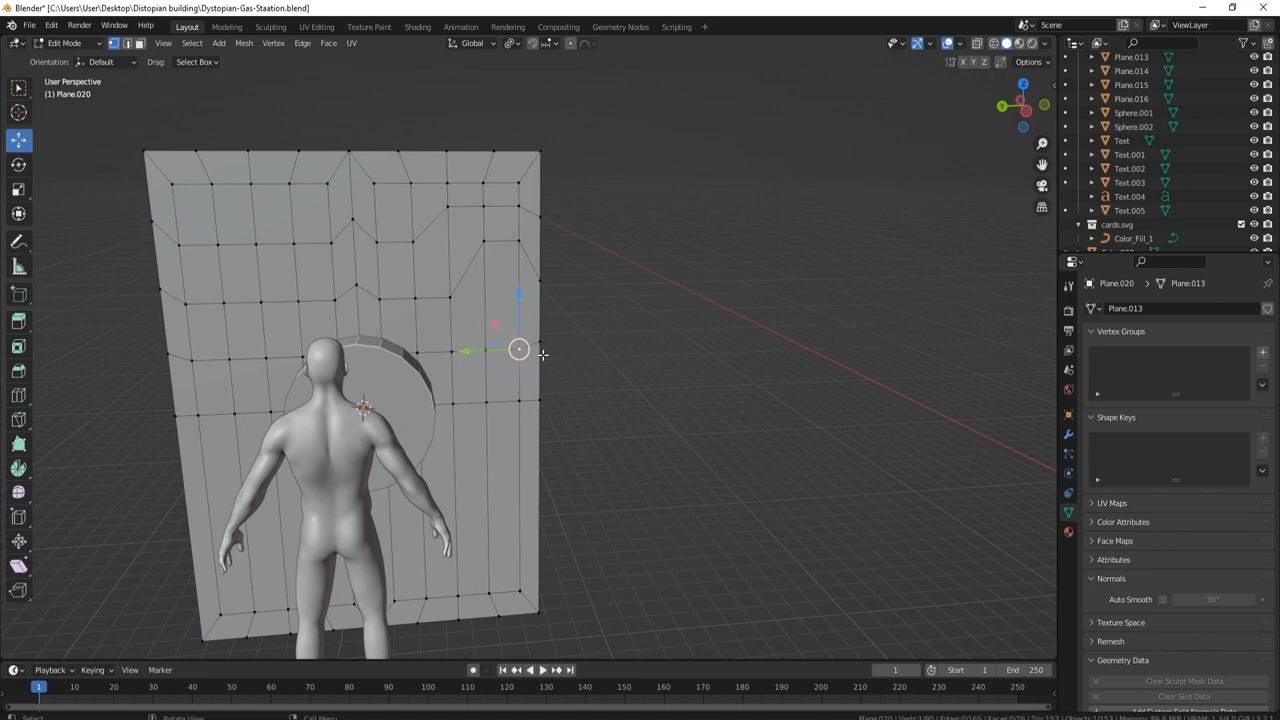 Blender* [C:\Users\User\Desktop\Distopian building\Dystopian-Gas-Staation.blend]
File Edit Render Window Help Layout Modeling Sculpting UV Editing Texture Paint Shading Animation Rendering Compositing Geometry Nodes Scripting + Scene ViewLayer
Edit Mode View Select Add Mesh Vertex Edge Face UV Global
Orientation: Default Drag: Select Box X Y Z Options
User Perspective
(1) Plane.020
Z
Y
Plane.013
Plane.014
Plane.015
Plane.016
Sphere.001
Sphere.002
Text
Text.001
Text.002
Text.003
Text.004
Text.005
cards.svg
Color_Fill_1
Plane.020 > Plane.013
Plane.013
Vertex Groups
Shape Keys
UV Maps
Color Attributes
Face Maps
Attributes
Normals
Auto Smooth 30°
Texture Space
Remesh
Geometry Data
Clear Sculpt Mask Data
Clear Skin Data
Playback Keying View Marker 1 Start 1 End 250
1 10 20 30 40 50 60 70 80 90 100 110 120 130 140 150 160 170 180 190 200 210 220 230 240 250